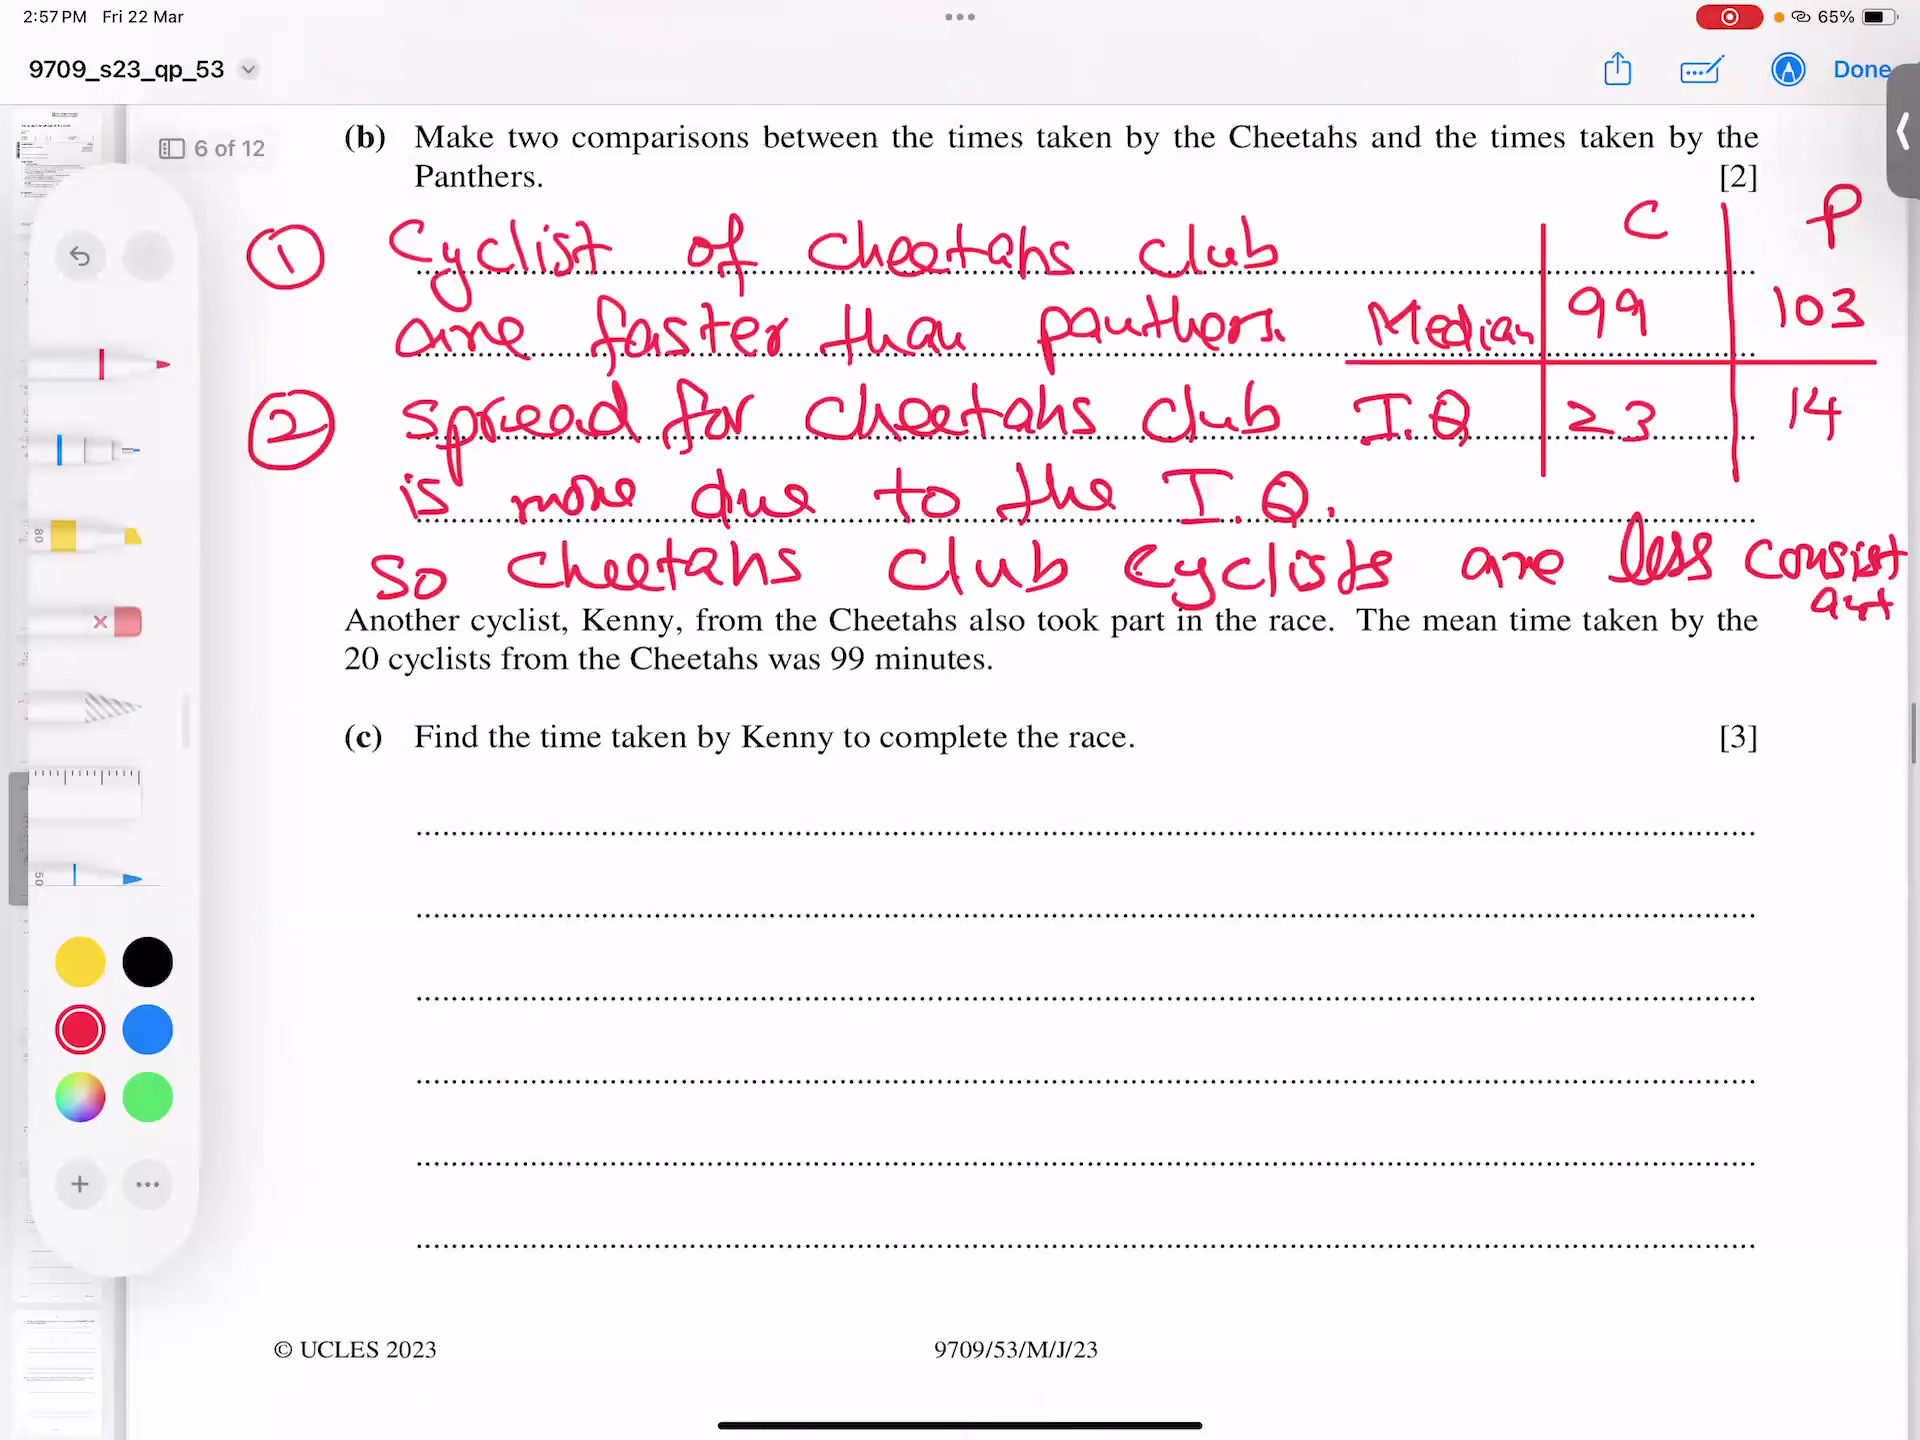 2:57 PM Fri 22 Mar
65%
9709_s23_qp_53
Done
6 of 12
(b) Make two comparisons between the times taken by the Cheetahs and the times taken by the
Panthers. [2]
C P
① Cyclist of cheetahs club
are faster than panthers. Median 99 103
② spread for cheetahs club I.Q 23 14
is more due to the I.Q.
so cheetahs club cyclists are less consist
ant
Another cyclist, Kenny, from the Cheetahs also took part in the race. The mean time taken by the
20 cyclists from the Cheetahs was 99 minutes.
(c) Find the time taken by Kenny to complete the race. [3]
80
50
© UCLES 2023
9709/53/M/J/23